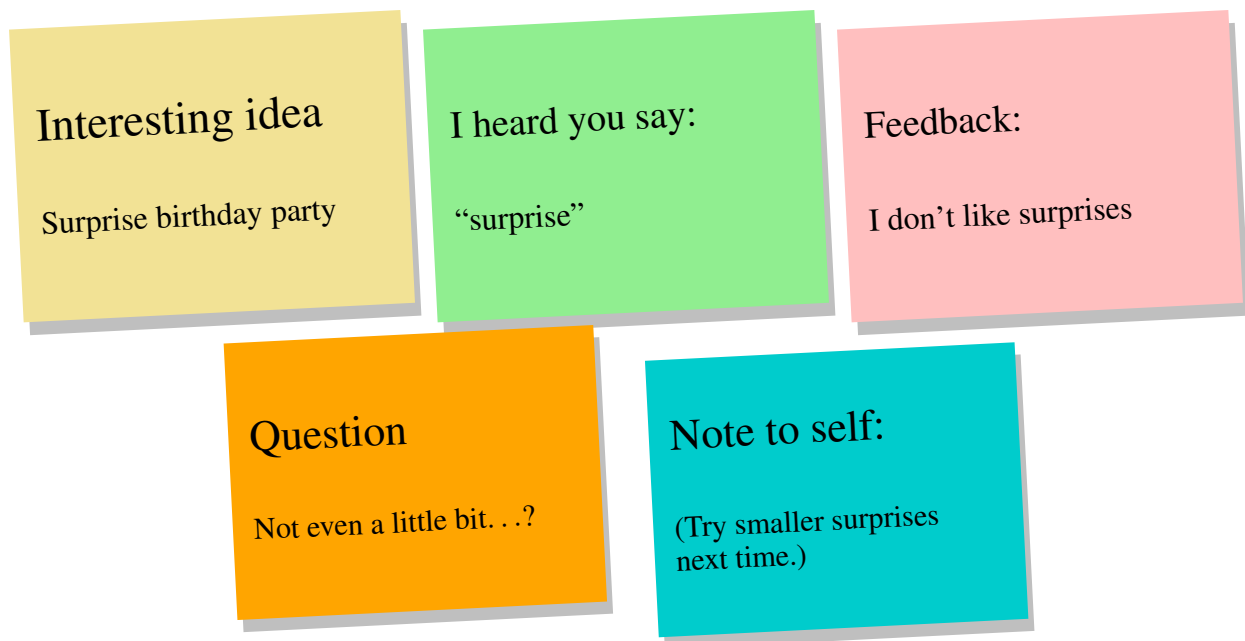 Interesting idea
Surprise birthday party
I heard you say:
“surprise”
Feedback:
I don’t like surprises
Question
Not even a little bit. . .?
Note to self:
(Try smaller surprises
next time.)